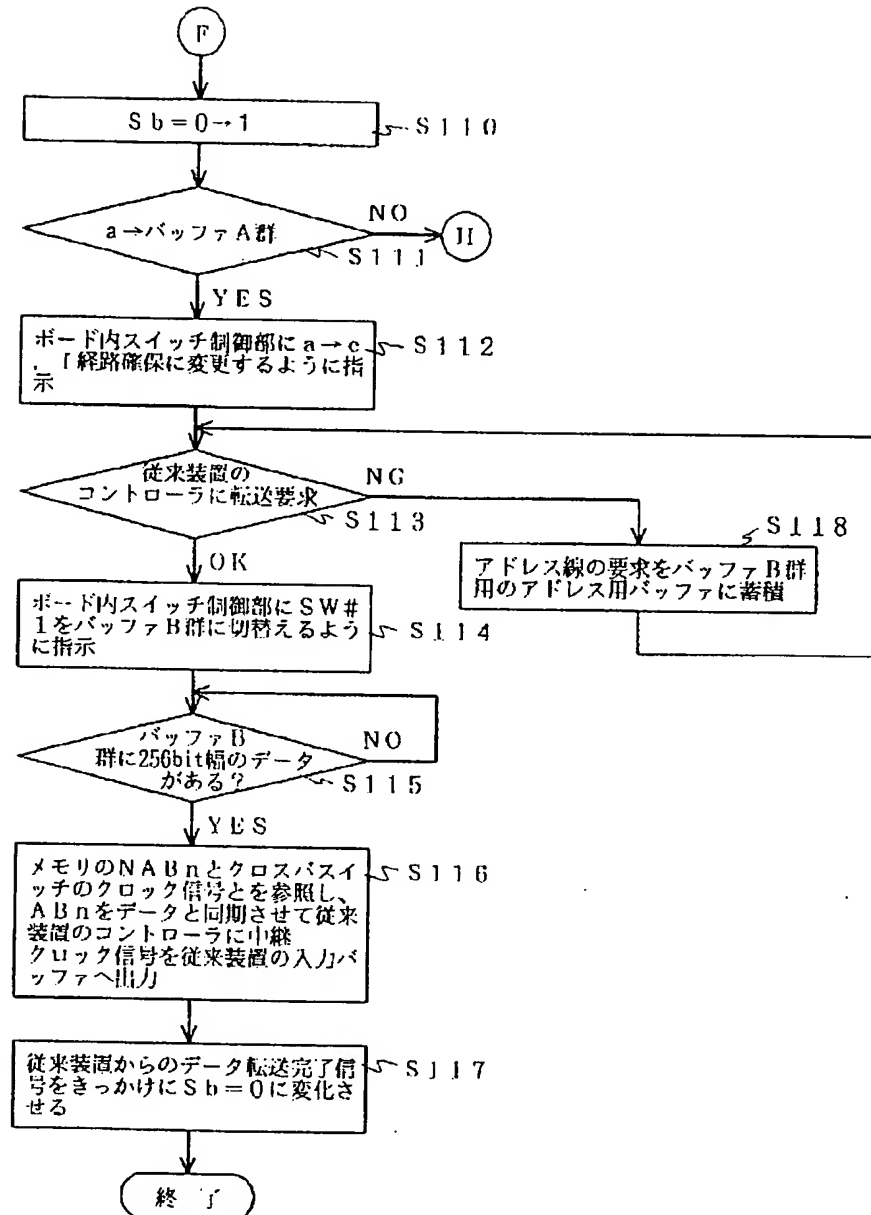 F
Sb=0→1
S110
a→バッファA群
NO
H
S111
YES
ボード内スイッチ制御部にa→c
、「経路確保に変更するように指
示
S112
従来装置の
コントローラに転送要求
NG
S113
OK
S118
アドレス線の要求をバッファB群
用のアドレス用バッファに蓄積
ボード内スイッチ制御部にSW#
1をバッファB群に切替えるよう
に指示
S114
バッファB
群に256bit幅のデータ
がある?
NO
S115
YES
メモリのNABnとクロスバスイ
ッチのクロック信号とを参照し、
ABnをデータと同期させて従来
装置のコントローラに中継
クロック信号を従来装置の入力バ
ッファへ出力
S116
従来装置からのデータ転送完了信
号をきっかけにSb=0に変化さ
せる
S117
終了